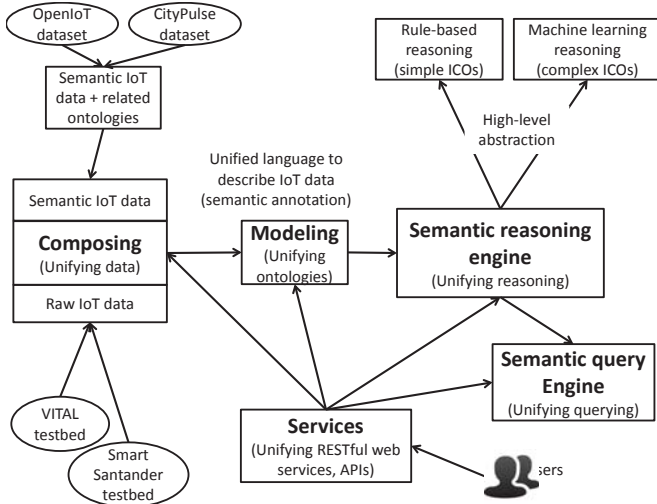 OpenIoT
dataset
CityPulse
dataset
Semantic IoT
data + related
ontologies
Rule-based
reasoning
(simple ICOs)
Machine learning
reasoning
(complex ICOs)
High-level
abstraction
Unified language to
describe IoT data
(semantic annotation)
Semantic IoT data
Composing
(Unifying data)
Raw IoT data
Modeling
(Unifying
ontologies)
Semantic reasoning
engine
(Unifying reasoning)
Semantic query
Engine
(Unifying querying)
VITAL
testbed
Smart
Santander
testbed
Services
(Unifying RESTful web
services, APIs)
sers